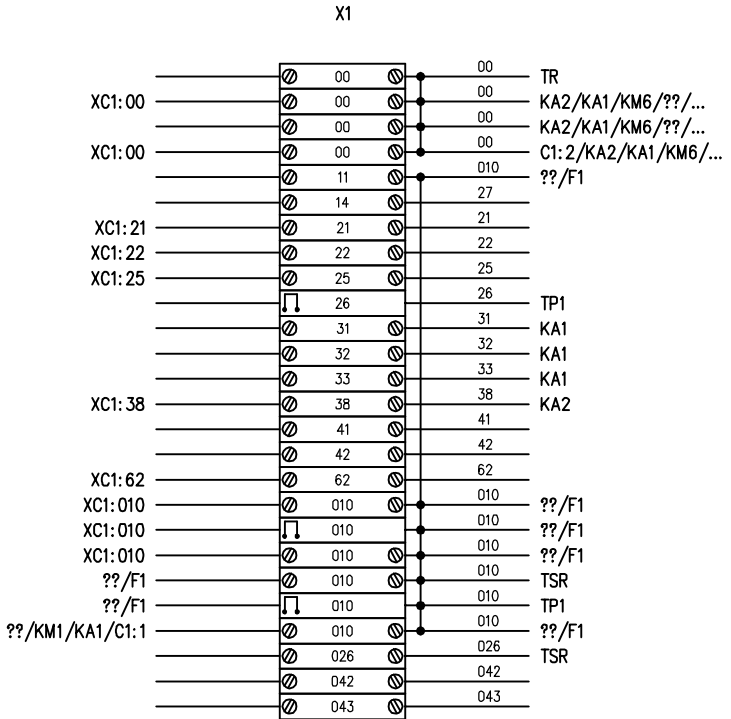 X1
00 00 TR
XC1:00 00 00 KA2/KA1/KM6/??/...
00 00 KA2/KA1/KM6/??/...
XC1:00 00 00 C1:2/KA2/KA1/KM6/...
11 010 ??/F1
14 27
XC1:21 21 21
XC1:22 22 22
XC1:25 25 25
26 26 TP1
31 31 KA1
32 32 KA1
33 33 KA1
XC1:38 38 38 KA2
41 41
42 42
XC1:62 62 62
XC1:010 010 010 ??/F1
XC1:010 010 010 ??/F1
XC1:010 010 010 ??/F1
??/F1 010 010 TSR
??/F1 010 010 TP1
??/KM1/KA1/C1:1 010 010 ??/F1
026 026 TSR
042 042
043 043